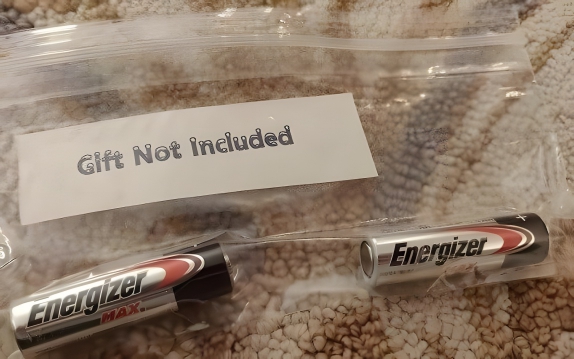 Gift Not Included
Energizer
MAX.
Energizer
+